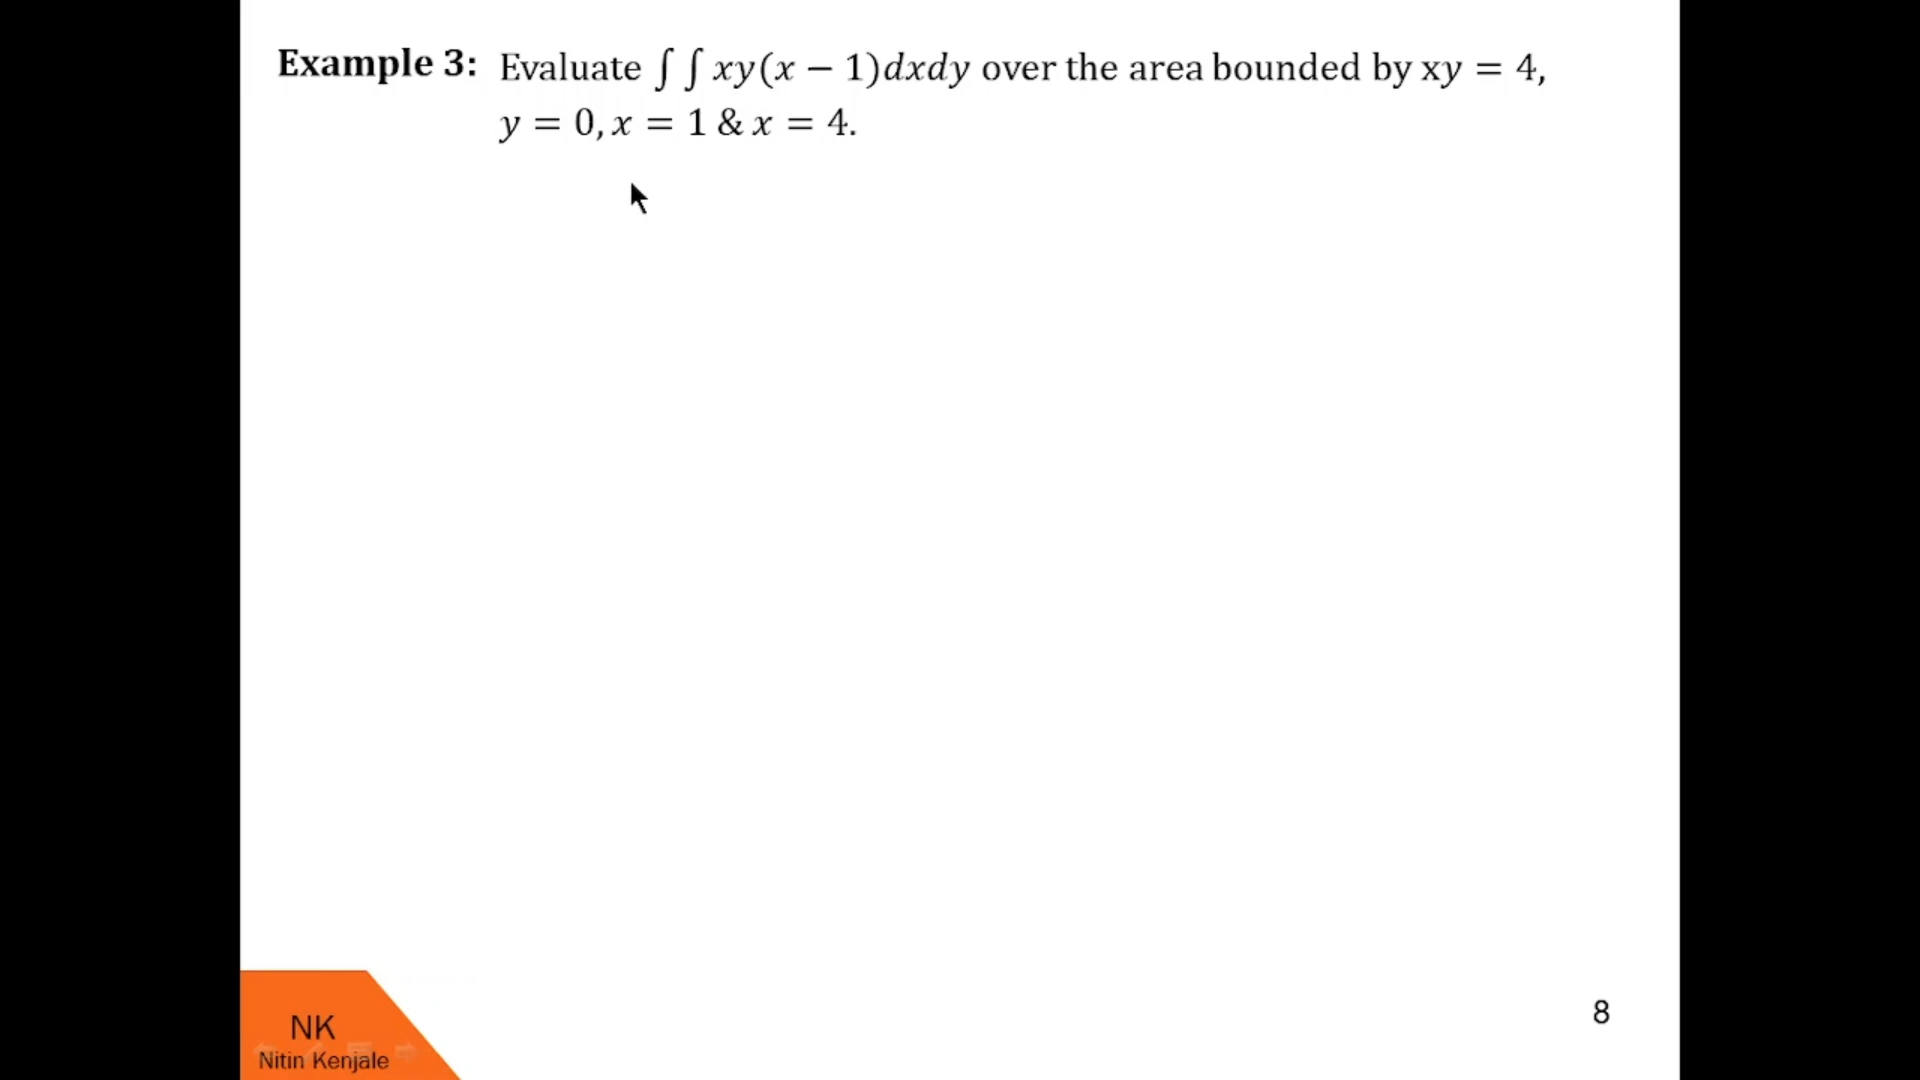 Example 3: Evaluate ∫ ∫ xy(x − 1)dxdy over the area bounded by xy = 4,
y = 0, x = 1 & x = 4.
NK
Nitin Kenjale
8